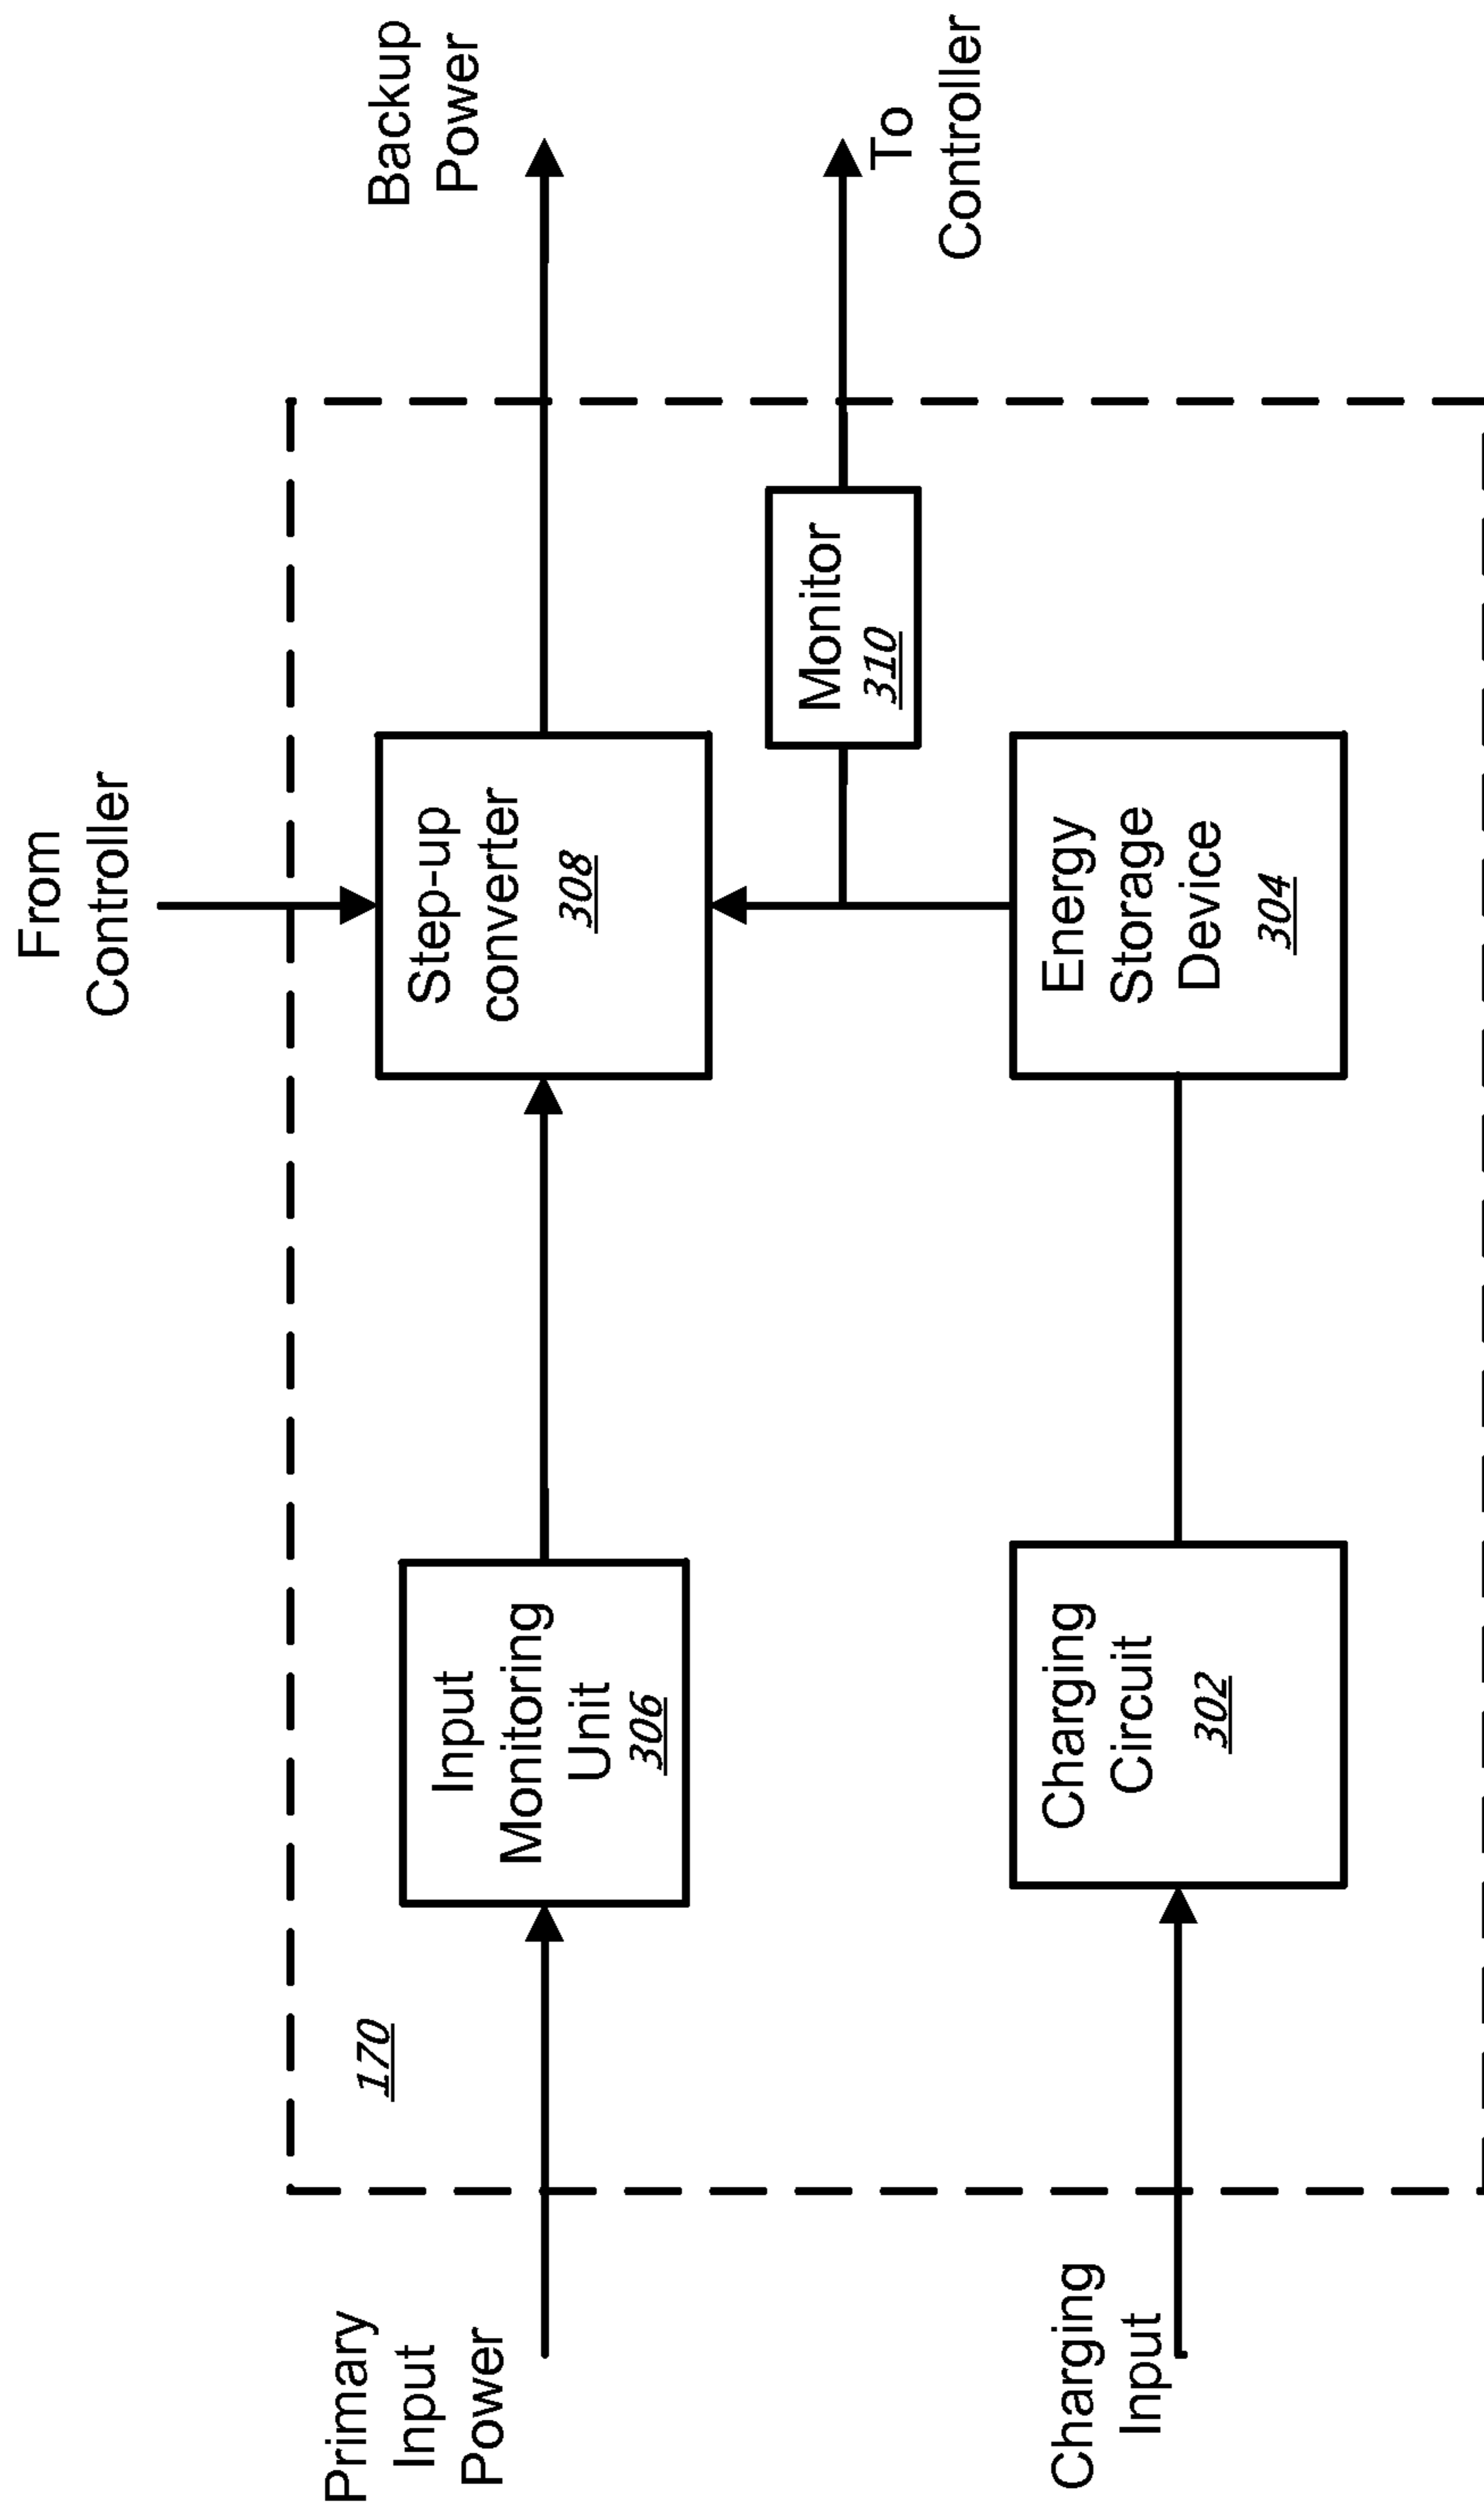 From
Controller
Primary
Input
Power
170
Input
Monitoring
Unit
306
Step-up
converter
308
Backup
Power
Monitor
310
To
Controller
Charging
Input
Charging
Circuit
302
Energy
Storage
Device
304